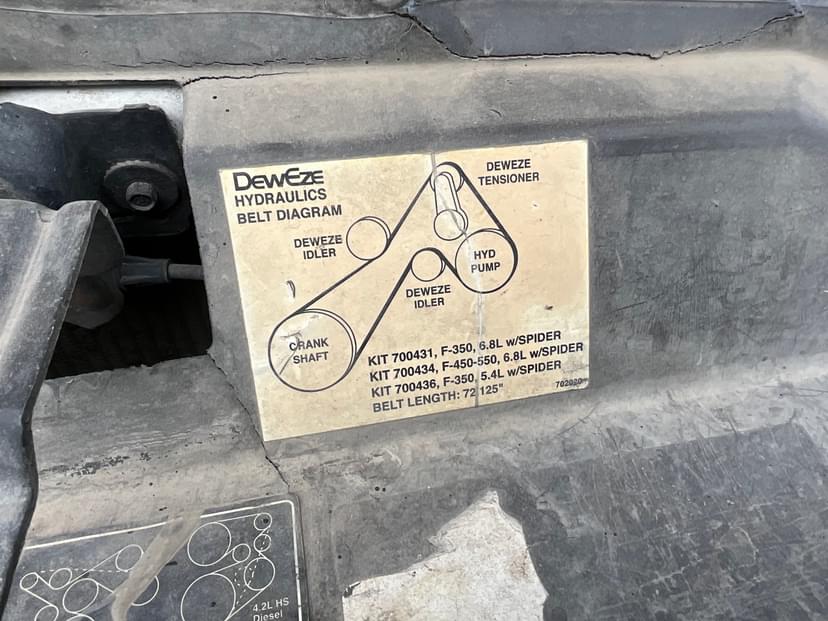 DewEze
HYDRAULICS
BELT DIAGRAM
DEWEZE
TENSIONER
DEWEZE
IDLER
HYD
PUMP
DEWEZE
IDLER
CRANK
SHAFT
KIT 700431, F-350, 6.8L w/SPIDER
KIT 700434, F-450-550, 6.8L w/SPIDER
KIT 700436, F-350, 5.4L w/SPIDER
BELT LENGTH: 72.125"
702020
4.2L HS
Diesel